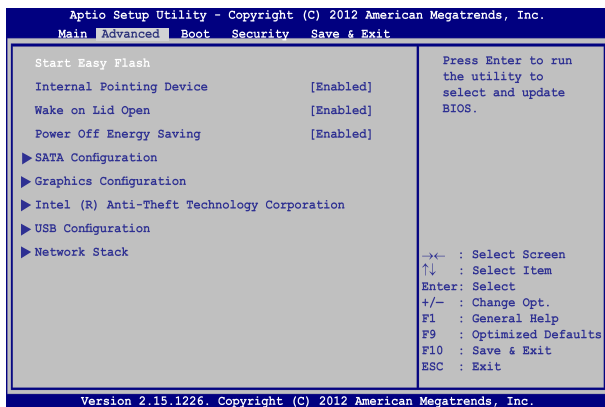 Aptio Setup Utility - Copyright (C) 2012 American Megatrends, Inc.
Main Advanced Boot Security Save & Exit
Start Easy Flash
Internal Pointing Device [Enabled]
Wake on Lid Open [Enabled]
Power Off Energy Saving [Enabled]
SATA Configuration
Graphics Configuration
Intel (R) Anti-Theft Technology Corporation
USB Configuration
Network Stack
Press Enter to run
the utility to
select and update
BIOS.
→← : Select Screen
↑↓ : Select Item
Enter: Select
+/— : Change Opt.
F1 : General Help
F9 : Optimized Defaults
F10 : Save & Exit
ESC : Exit
Version 2.15.1226. Copyright (C) 2012 American Megatrends, Inc.